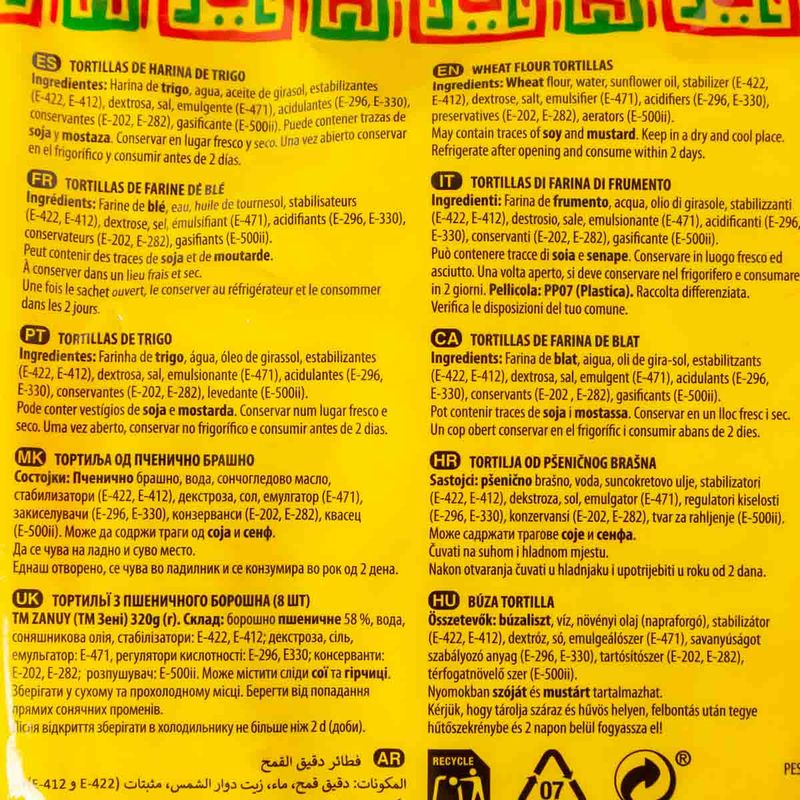 ES TORTILLAS DE HARINA DE TRIGO
Ingredientes: Harina de trigo, agua, aceite de girasol, estabilizantes
(E-422, E-412), dextrosa, sal, emulgente (E-471), acidulantes (E-296, E-330),
conservantes (E-202, E-282), gasificante (E-500ii). Puede contener trazas de
soja y mostaza. Conservar en lugar fresco y seco. Una vez abierto conservar
en el frigorífico y consumir antes de 2 días.
FR TORTILLAS DE FARINE DE BLÉ
Ingrédients: Farine de blé, eau, huile de tournesol, stabilisateurs
(E-422, E-412), dextrose, sel, émulsifiant (E-471), acidifiants (E-296, E-330),
conservateurs (E-202, E-282), gasifiants (E-500ii).
Peut contenir des traces de soja et de moutarde.
À conserver dans un lieu frais et sec.
Une fois le sachet ouvert, le conserver au réfrigérateur et le consommer
dans les 2 jours.
PT TORTILLAS DE TRIGO
Ingredientes: Farinha de trigo, água, óleo de girassol, estabilizantes
(E-422, E-412), dextrosa, sal, emulsionante (E-471), acidulantes (E-296,
E-330), conservantes (E-202, E-282), levedante (E-500ii).
Pode conter vestígios de soja e mostarda. Conservar num lugar fresco e
seco. Uma vez aberto, conservar no frigorífico e consumir antes de 2 dias.
MK ТОРТИЉА ОД ПЧЕНИЧНО БРАШНО
Состојки: Пченично брашно, вода, сончогледово масло,
стабилизатори (E-422, E-412), декстроза, сол, емулгатор (E-471),
закиселувачи (E-296, E-330), конзерванси (E-202, E-282), квасец
(E-500ii). Може да содржи траги од соја и сенф.
Да се чува на ладно и суво место.
Еднаш отворено, се чува во ладилник и се конзумира во рок од 2 дена.
UK ТОРТИЛЬЇ З ПШЕНИЧНОГО БОРОШНА (8 ШТ)
TM ZANUY (ТМ Зені) 320g (г). Склад: борошно пшеничне 58 %, вода,
соняшникова олія, стабілізатори: E-422, E-412; декстроза, сіль,
емульгатор: E-471, регулятори кислотності: E-296, E330; консерванти:
E-202, E-282; розпушувач: E-500ii. Може містити сліди сої та гірчиці.
Зберігати у сухому та прохолодному місці. Берегти від попадання
прямих сонячних променів.
Після відкриття зберігати в холодильнику не більше ніж 2 d (доби).
AR فطائر دقيق القمح
المكونات: دقيق قمح، ماء، زيت دوار الشمس، مثبتات (E-422 و E-412
EN WHEAT FLOUR TORTILLAS
Ingredients: Wheat flour, water, sunflower oil, stabilizer (E-422,
E-412), dextrose, salt, emulsifier (E-471), acidifiers (E-296, E-330),
preservatives (E-202, E-282), aerators (E-500ii).
May contain traces of soy and mustard. Keep in a dry and cool place.
Refrigerate after opening and consume within 2 days.
IT TORTILLAS DI FARINA DI FRUMENTO
Ingredienti: Farina de frumento, acqua, olio di girasole, stabilizzanti
(E-422, E-412), destrosio, sale, emulsionante (E-471), acidificanti (E-296,
E-330), conservanti (E-202, E-282), gasificante (E-500ii).
Può contenere tracce di soia e senape. Conservare in luogo fresco ed
asciutto. Una volta aperto, si deve conservare nel frigorifero e consumare
in 2 giorni. Pellicola: PP07 (Plastica). Raccolta differenziata.
Verifica le disposizioni del tuo comune.
CA TORTILLAS DE FARINA DE BLAT
Ingredients: Farina de blat, aigua, oli de gira-sol, estabilitzants
(E-422, E-412), dextrosa, sal, emulgent (E-471), acidulants (E-296,
E-330), conservants (E-202 , E-282), gasificants (E-500ii).
Pot contenir traces de soja i mostassa. Conservar en un lloc fresc i sec.
Un cop obert conservar en el frigorífic i consumir abans de 2 dies.
HR TORTILJA OD PŠENIČNOG BRAŠNA
Sastojci: pšenično brašno, voda, suncokretovo ulje, stabilizatori
(E-422, E-412), dekstroza, sol, emulgator (E-471), regulatori kiselosti
(E-296, E-330), konzervansi (E-202, E-282), tvar za rahljenje (E-500ii).
Може садржати трагове соје и сенфа.
Čuvati na suhom i hladnom mjestu.
Nakon otvaranja čuvati u hladnjaku i upotrijebiti u roku od 2 dana.
HU BÚZA TORTILLA
Összetevők: búzaliszt, víz, növényi olaj (napraforgó), stabilizátor
(E-422, E-412), dextróz, só, emulgeálószer (E-471), savanyúságot
szabályozó anyag (E-296, E-330), tartósítószer (E-202, E-282),
térfogatnövelő szer (E-500ii).
Nyomokban szóját és mustárt tartalmazhat.
Kérjük, hogy tárolja száraz és hűvös helyen, felbontás után tegye
hűtőszekrénybe és 2 napon belül fogyassza el!
RECYCLE
07
®
PES